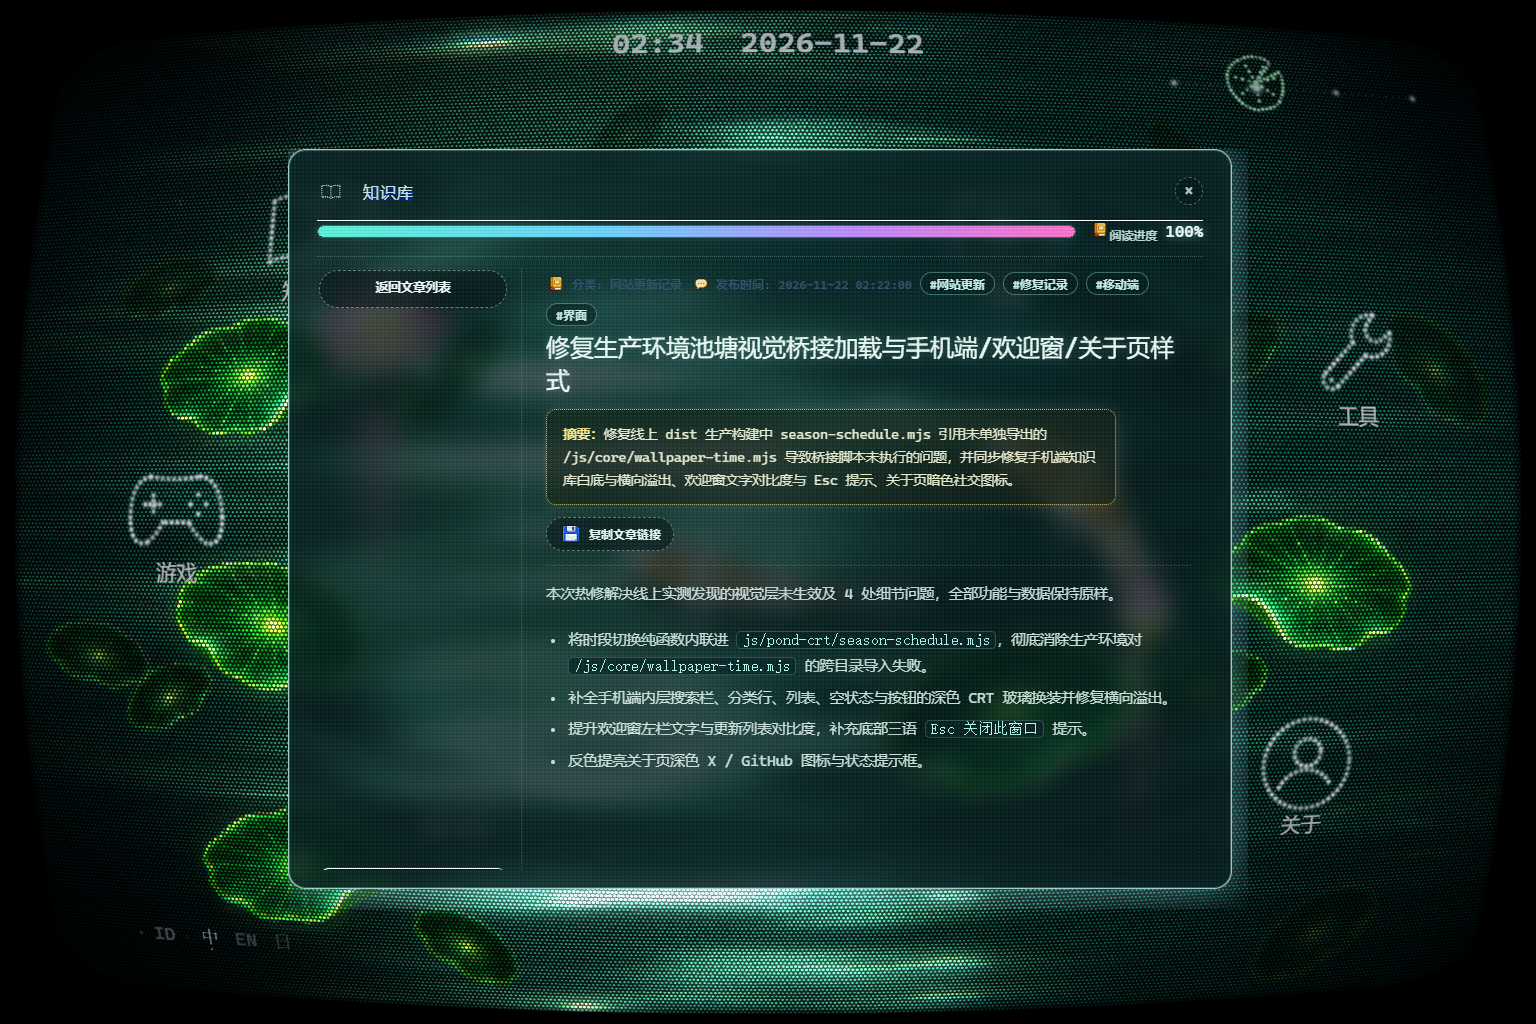 02:34 2026-11-22
知识库
×
阅读进度 100%
返回文章列表
分类: 网站更新记录 发布时间: 2026-11-22 02:22:00 #网站更新 #修复记录 #移动端
#界面
修复生产环境池塘视觉桥接加载与手机端/欢迎窗/关于页样
式
摘要: 修复线上 dist 生产构建中 season-schedule.mjs 引用未单独导出的
/js/core/wallpaper-time.mjs 导致桥接脚本未执行的问题，并同步修复手机端知识
库白底与横向溢出、欢迎窗文字对比度与 Esc 提示、关于页暗色社交图标。
复制文章链接
本次热修解决线上实测发现的视觉层未生效及 4 处细节问题，全部功能与数据保持原样。
• 将时段切换纯函数内联进 js/pond-crt/season-schedule.mjs，彻底消除生产环境对
/js/core/wallpaper-time.mjs 的跨目录导入失败。
• 补全手机端内层搜索栏、分类行、列表、空状态与按钮的深色 CRT 玻璃换装并修复横向溢出。
• 提升欢迎窗左栏文字与更新列表对比度，补充底部三语 Esc 关闭此窗口 提示。
• 反色提亮关于页深色 X / GitHub 图标与状态提示框。
游戏
工具
关于
ID 中 EN 日